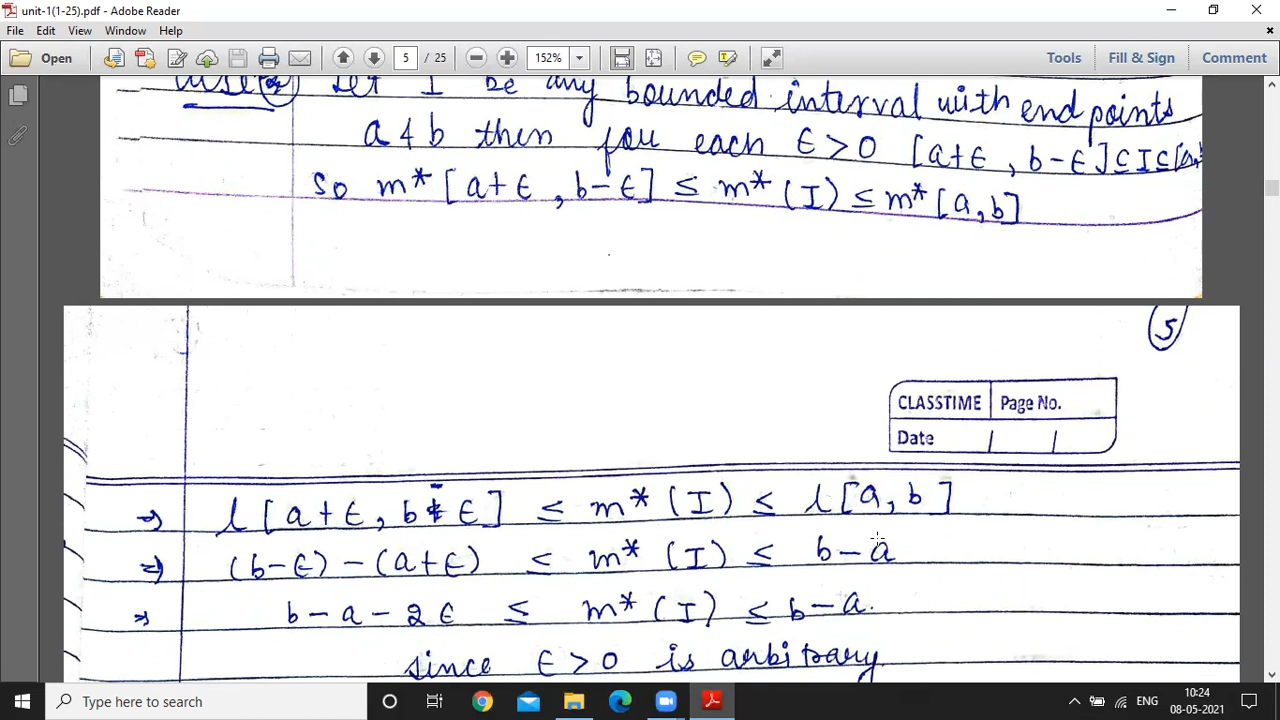 unit-1(1-25).pdf - Adobe Reader
File Edit View Window Help
Open 5 / 25 152% Tools Fill & Sign Comment
Let I be any bounded interval with end points
a & b then for each ϵ > 0 [a+ϵ , b-ϵ] ⊆ I ⊆ [a,
So m* [a+ϵ , b-ϵ] ≤ m* (I) ≤ m* [a, b]
5
CLASSTIME Page No.
Date / /
⇒ l [a+ϵ, b-ϵ] ≤ m* (I) ≤ l [a, b]
⇒ (b-ϵ) - (a+ϵ) ≤ m* (I) ≤ b-a
⇒ b-a-2ϵ ≤ m* (I) ≤ b-a.
since ϵ > 0 is arbitrary
Type here to search
ENG
10:24
08-05-2021